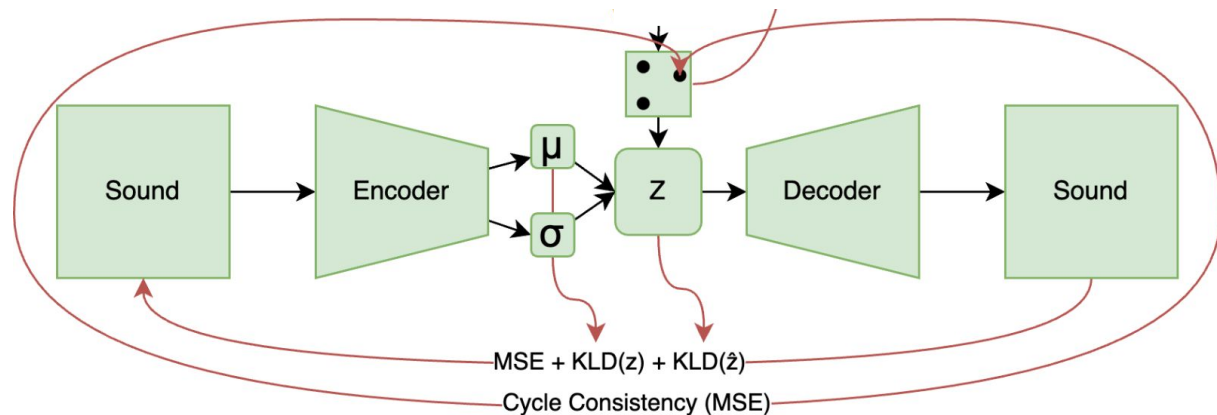 Sound
Encoder
μ
σ
z
Decoder
Sound
MSE + KLD(z) + KLD(ẑ)
Cycle Consistency (MSE)